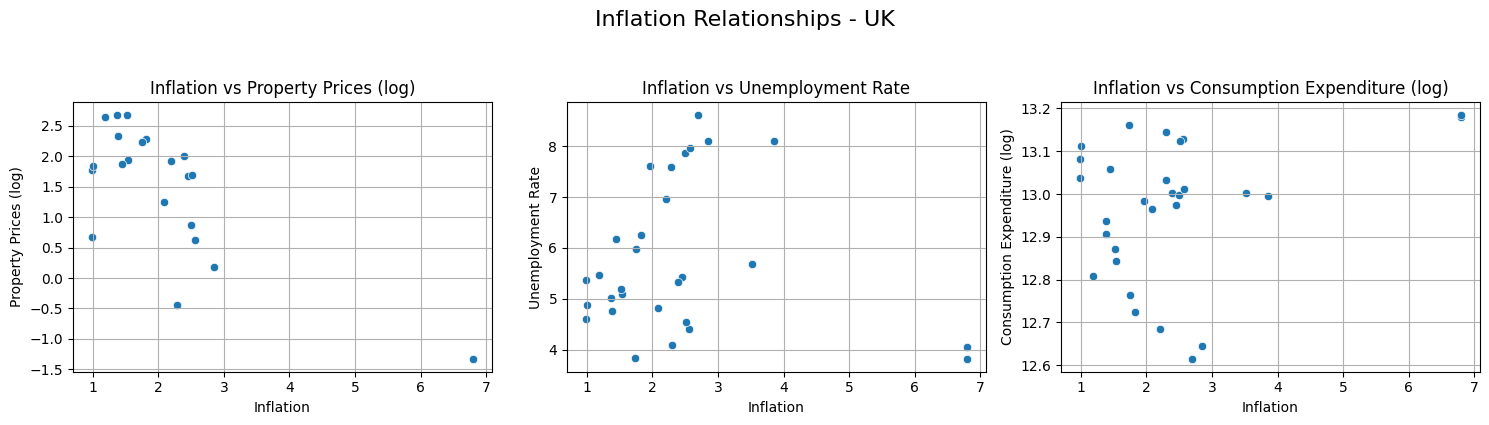 Inflation Relationships - UK
Inflation vs Property Prices (log)
Property Prices (log)
2.5
2.0
1.5
1.0
0.5
0.0
−0.5
−1.0
−1.5
1 2 3 4 5 6 7
Inflation
Inflation vs Unemployment Rate
Unemployment Rate
8
7
6
5
4
1 2 3 4 5 6 7
Inflation
Inflation vs Consumption Expenditure (log)
Consumption Expenditure (log)
13.2
13.1
13.0
12.9
12.8
12.7
12.6
1 2 3 4 5 6 7
Inflation